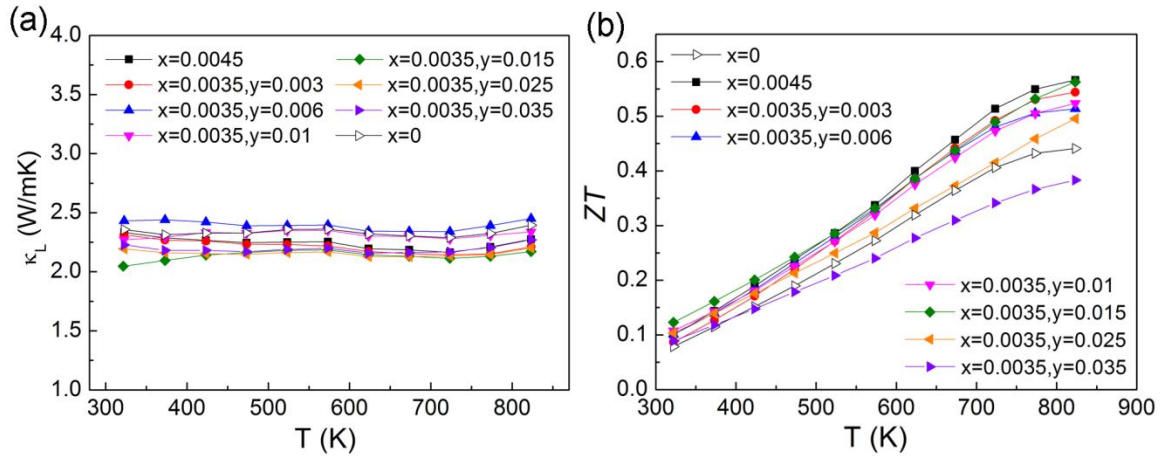 (a)
4.0
3.5
3.0
2.5
2.0
1.5
1.0
κL (W/mK)
x=0.0045
x=0.0035,y=0.003
x=0.0035,y=0.006
x=0.0035,y=0.01
x=0.0035,y=0.015
x=0.0035,y=0.025
x=0.0035,y=0.035
x=0
300 400 500 600 700 800
T (K)
(b)
0.6
0.5
0.4
0.3
0.2
0.1
0.0
ZT
x=0
x=0.0045
x=0.0035,y=0.003
x=0.0035,y=0.006
x=0.0035,y=0.01
x=0.0035,y=0.015
x=0.0035,y=0.025
x=0.0035,y=0.035
300 400 500 600 700 800 900
T (K)